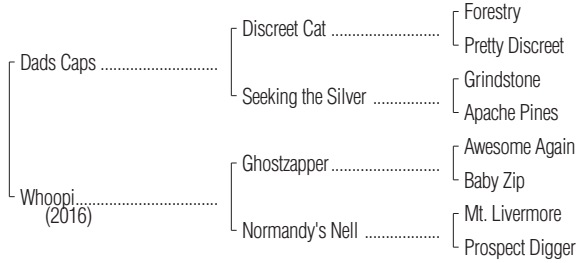 Forestry
Discreet Cat ......................
Pretty Discreet
Dads Caps ........................
Grindstone
Seeking the Silver .............
Apache Pines
Awesome Again
Ghostzapper .....................
Baby Zip
Whoopi.............................
(2016)
Mt. Livermore
Normandy's Nell ...............
Prospect Digger